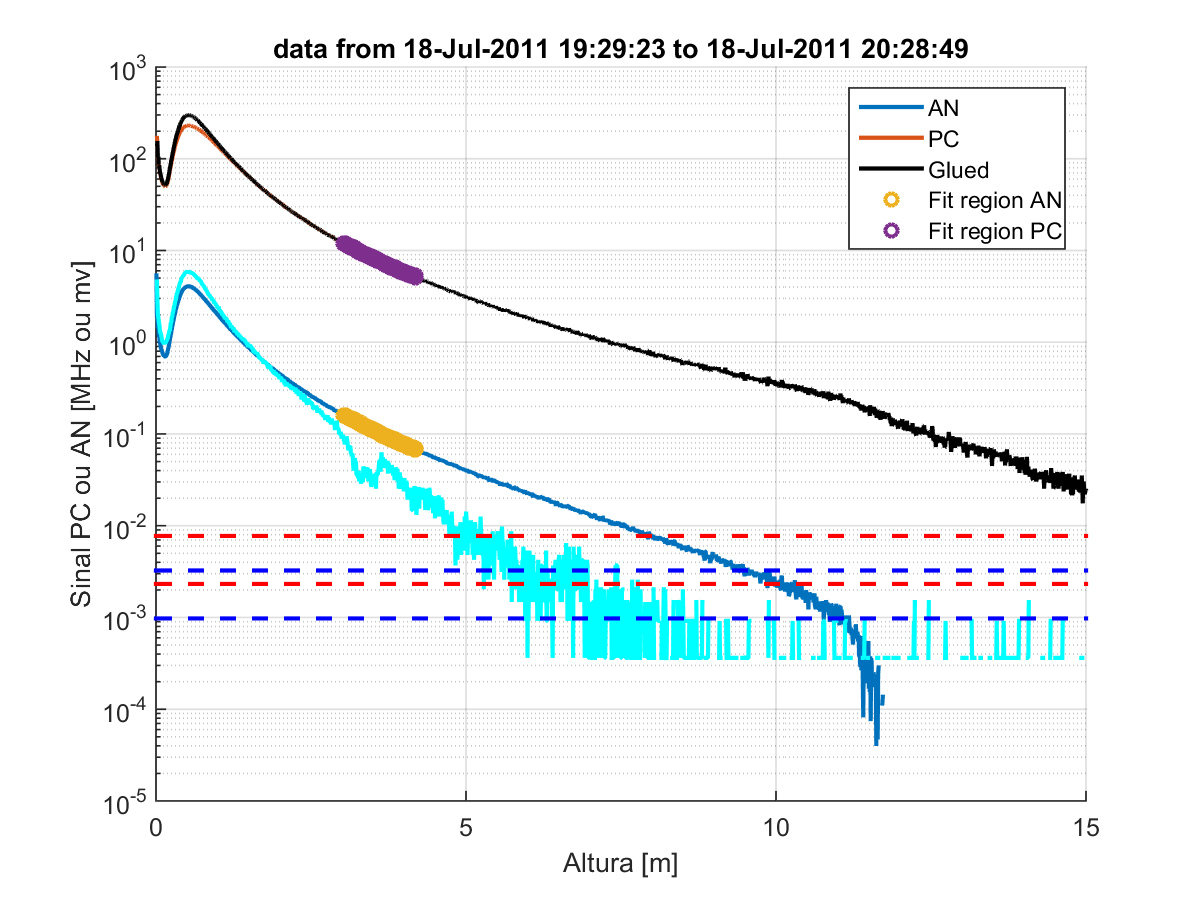 data from 18-Jul-2011 19:29:23 to 18-Jul-2011 20:28:49
AN
PC
Glued
Fit region AN
Fit region PC
Sinal PC ou AN [MHz ou mv]
10^3
10^2
10^1
10^0
10^-1
10^-2
10^-3
10^-4
10^-5
0 5 10 15
Altura [m]